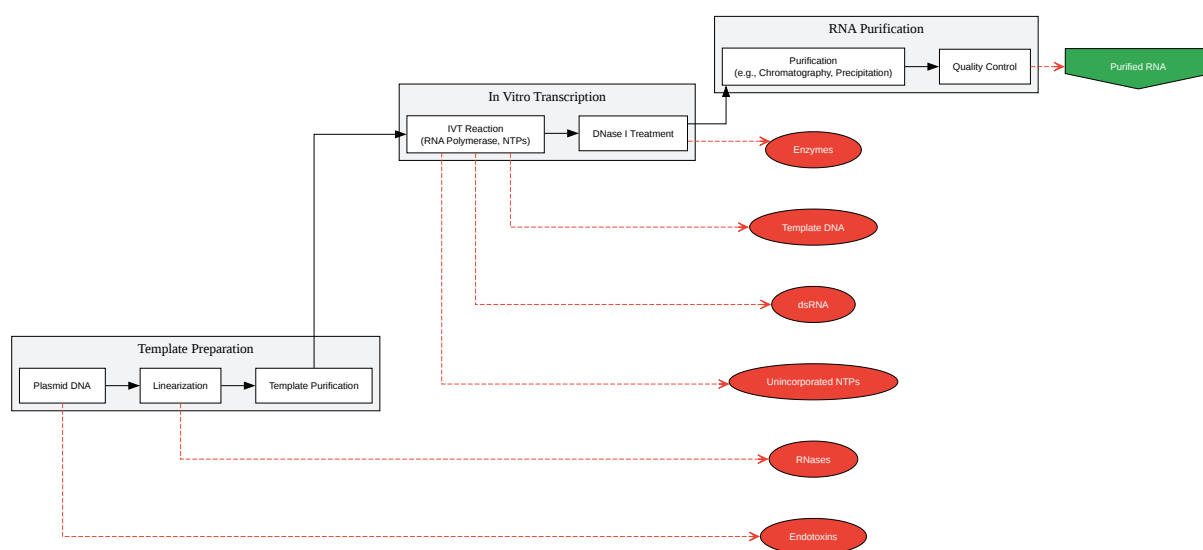 RNA Purification
Purification
(e.g., Chromatography, Precipitation)
Quality Control
Purified RNA
In Vitro Transcription
IVT Reaction
(RNA Polymerase, NTPs)
DNase I Treatment
Enzymes
Template DNA
dsRNA
Template Preparation
Plasmid DNA
Linearization
Template Purification
Unincorporated NTPs
RNases
Endotoxins